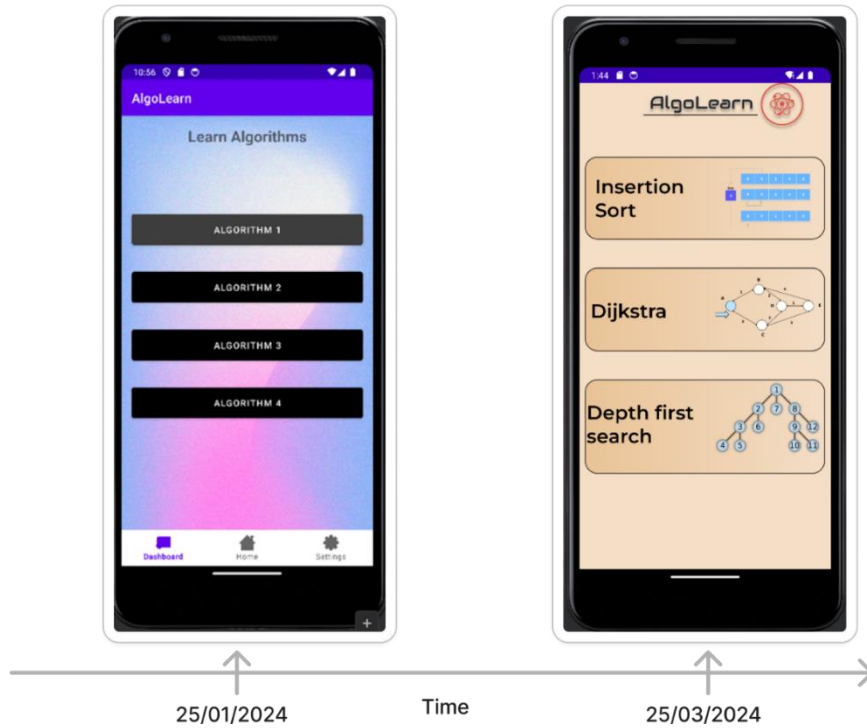 10:56
AlgoLearn
Learn Algorithms
ALGORITHM 1
ALGORITHM 2
ALGORITHM 3
ALGORITHM 4
Dashboard
Home
Settings
+
1:44
AlgoLearn
Insertion
Sort
Dijkstra
A
B
C
E
Depth first
search
1
2 7 8
3 6 9 12
4 5 10 11
25/01/2024
Time
25/03/2024